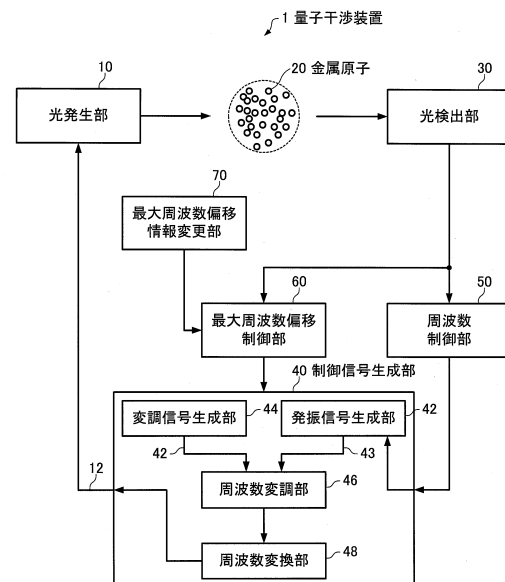 1 量子干渉装置
10
光発生部
20 金属原子
30
光検出部
70
最大周波数偏移
情報変更部
60
最大周波数偏移
制御部
50
周波数
制御部
40 制御信号生成部
変調信号生成部
44
発振信号生成部
42
42
43
12
周波数変調部
46
周波数変換部
48